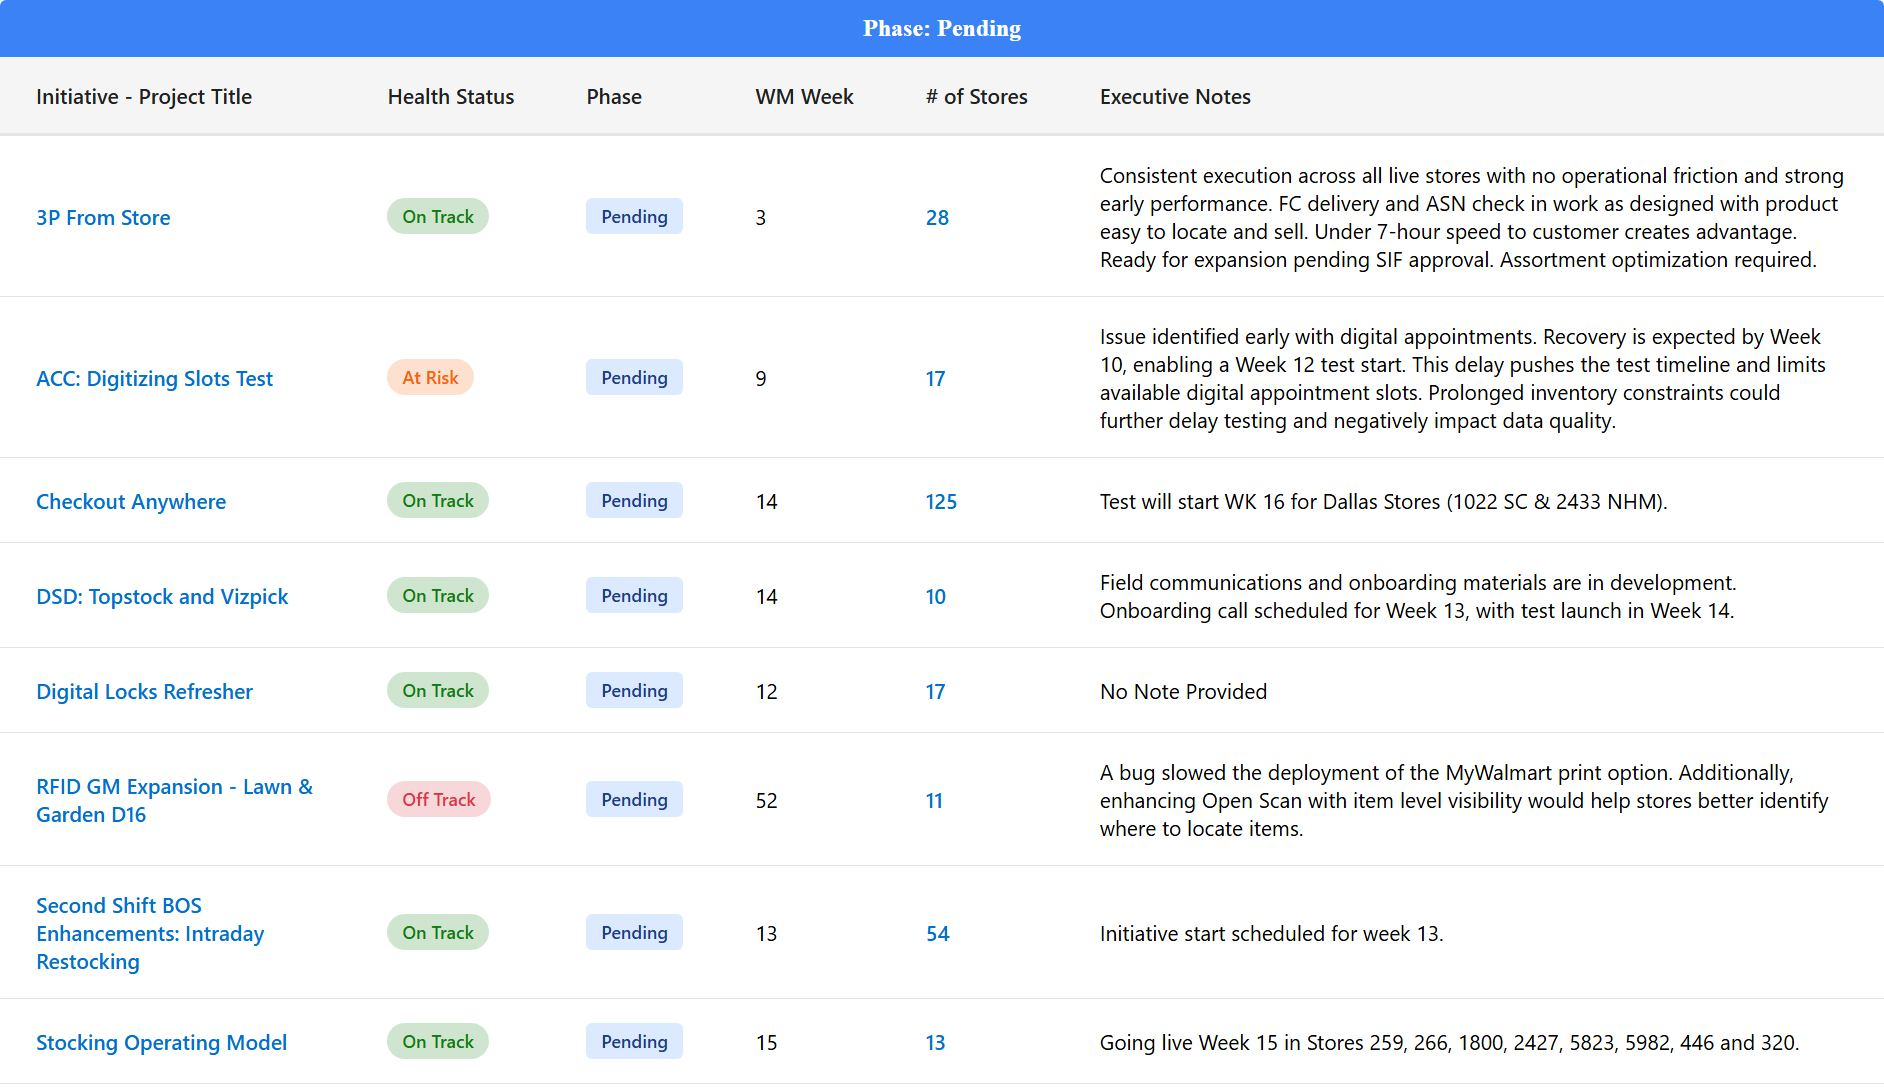 Phase: Pending
Initiative - Project Title Health Status Phase WM Week # of Stores Executive Notes
3P From Store On Track Pending 3 28
Consistent execution across all live stores with no operational friction and strong
early performance. FC delivery and ASN check in work as designed with product
easy to locate and sell. Under 7-hour speed to customer creates advantage.
Ready for expansion pending SIF approval. Assortment optimization required.
ACC: Digitizing Slots Test At Risk Pending 9 17
Issue identified early with digital appointments. Recovery is expected by Week
10, enabling a Week 12 test start. This delay pushes the test timeline and limits
available digital appointment slots. Prolonged inventory constraints could
further delay testing and negatively impact data quality.
Checkout Anywhere On Track Pending 14 125 Test will start WK 16 for Dallas Stores (1022 SC & 2433 NHM).
DSD: Topstock and Vizpick On Track Pending 14 10
Field communications and onboarding materials are in development.
Onboarding call scheduled for Week 13, with test launch in Week 14.
Digital Locks Refresher On Track Pending 12 17 No Note Provided
RFID GM Expansion - Lawn &
Garden D16
Off Track Pending 52 11
A bug slowed the deployment of the MyWalmart print option. Additionally,
enhancing Open Scan with item level visibility would help stores better identify
where to locate items.
Second Shift BOS
Enhancements: Intraday
Restocking
On Track Pending 13 54 Initiative start scheduled for week 13.
Stocking Operating Model On Track Pending 15 13 Going live Week 15 in Stores 259, 266, 1800, 2427, 5823, 5982, 446 and 320.